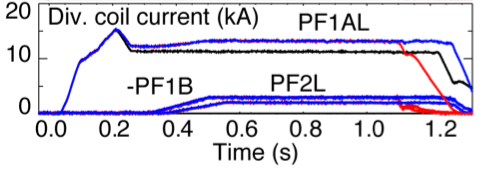 20 Div. coil current (kA) PF1AL
10
-PF1B PF2L
0
0.0 0.2 0.4 0.6 0.8 1.0 1.2
Time (s)